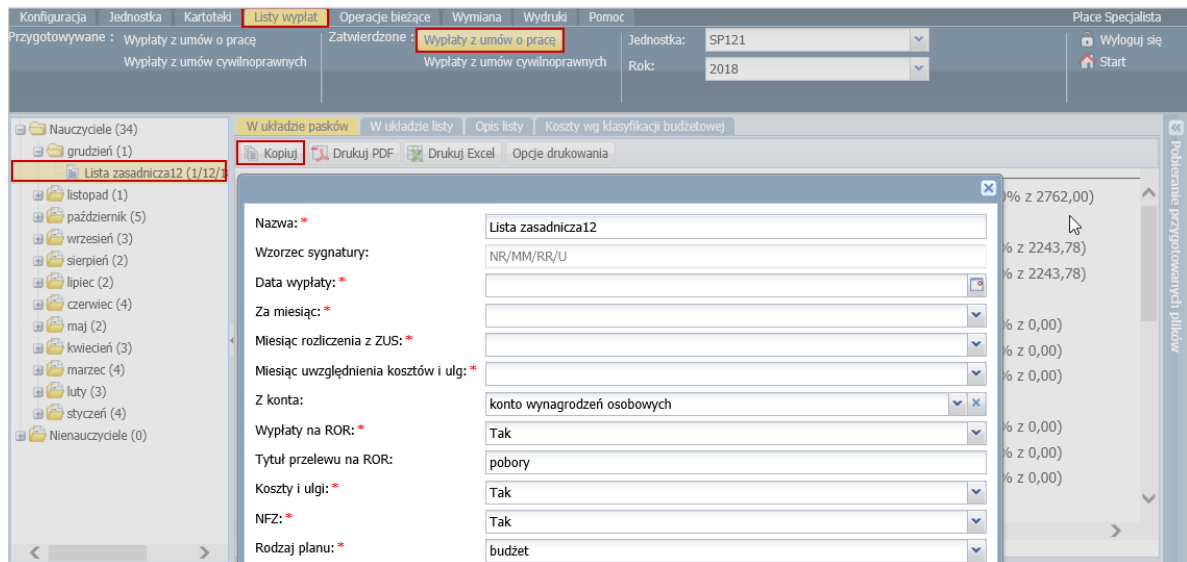 Konfiguracja Jednostka Kartoteki Listy wypłat Operacje bieżące Wymiana Wydruki Pomoc Płace Specjalista
Przygotowywane : Wypłaty z umów o pracę Zatwierdzone : Wypłaty z umów o pracę Jednostka: SP121 Wyloguj się
Wypłaty z umów cywilnoprawnych Wypłaty z umów cywilnoprawnych Rok: 2018 Start
W układzie pasków W układzie listy Opis listy Koszty wg klasyfikacji budżetowej
Kopiuj Drukuj PDF Drukuj Excel Opcje drukowania
Nauczyciele (34)
grudzień (1)
Lista zasadnicza12 (1/12/1
listopad (1)
październik (5)
wrzesień (3)
sierpień (2)
lipiec (2)
czerwiec (4)
maj (2)
kwiecień (3)
marzec (4)
luty (3)
styczeń (4)
Nienauczyciele (0)
Nazwa: * Lista zasadnicza12
Wzorzec sygnatury: NR/MM/RR/U
Data wypłaty: *
Za miesiąc: *
Miesiąc rozliczenia z ZUS: *
Miesiąc uwzględnienia kosztów i ulg: *
Z konta: konto wynagrodzeń osobowych
Wypłaty na ROR: * Tak
Tytuł przelewu na ROR: pobory
Koszty i ulgi: * Tak
NFZ: * Tak
Rodzaj planu: * budżet
% z 2762,00)
% z 2243,78)
% z 2243,78)
% z 0,00)
% z 0,00)
% z 0,00)
% z 0,00)
% z 0,00)
% z 0,00)
Pobieranie przygotowanych plików